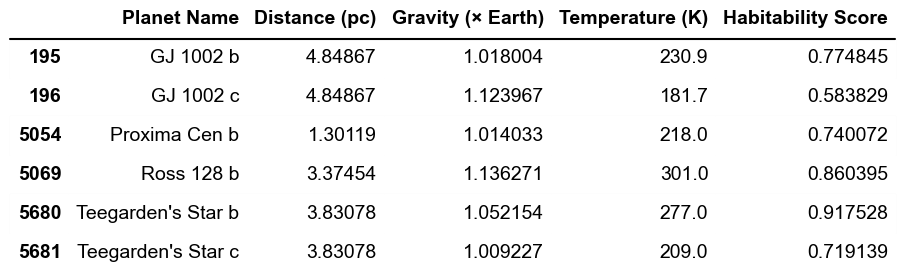 Planet Name Distance (pc) Gravity (× Earth) Temperature (K) Habitability Score
195 GJ 1002 b 4.84867 1.018004 230.9 0.774845
196 GJ 1002 c 4.84867 1.123967 181.7 0.583829
5054 Proxima Cen b 1.30119 1.014033 218.0 0.740072
5069 Ross 128 b 3.37454 1.136271 301.0 0.860395
5680 Teegarden's Star b 3.83078 1.052154 277.0 0.917528
5681 Teegarden's Star c 3.83078 1.009227 209.0 0.719139